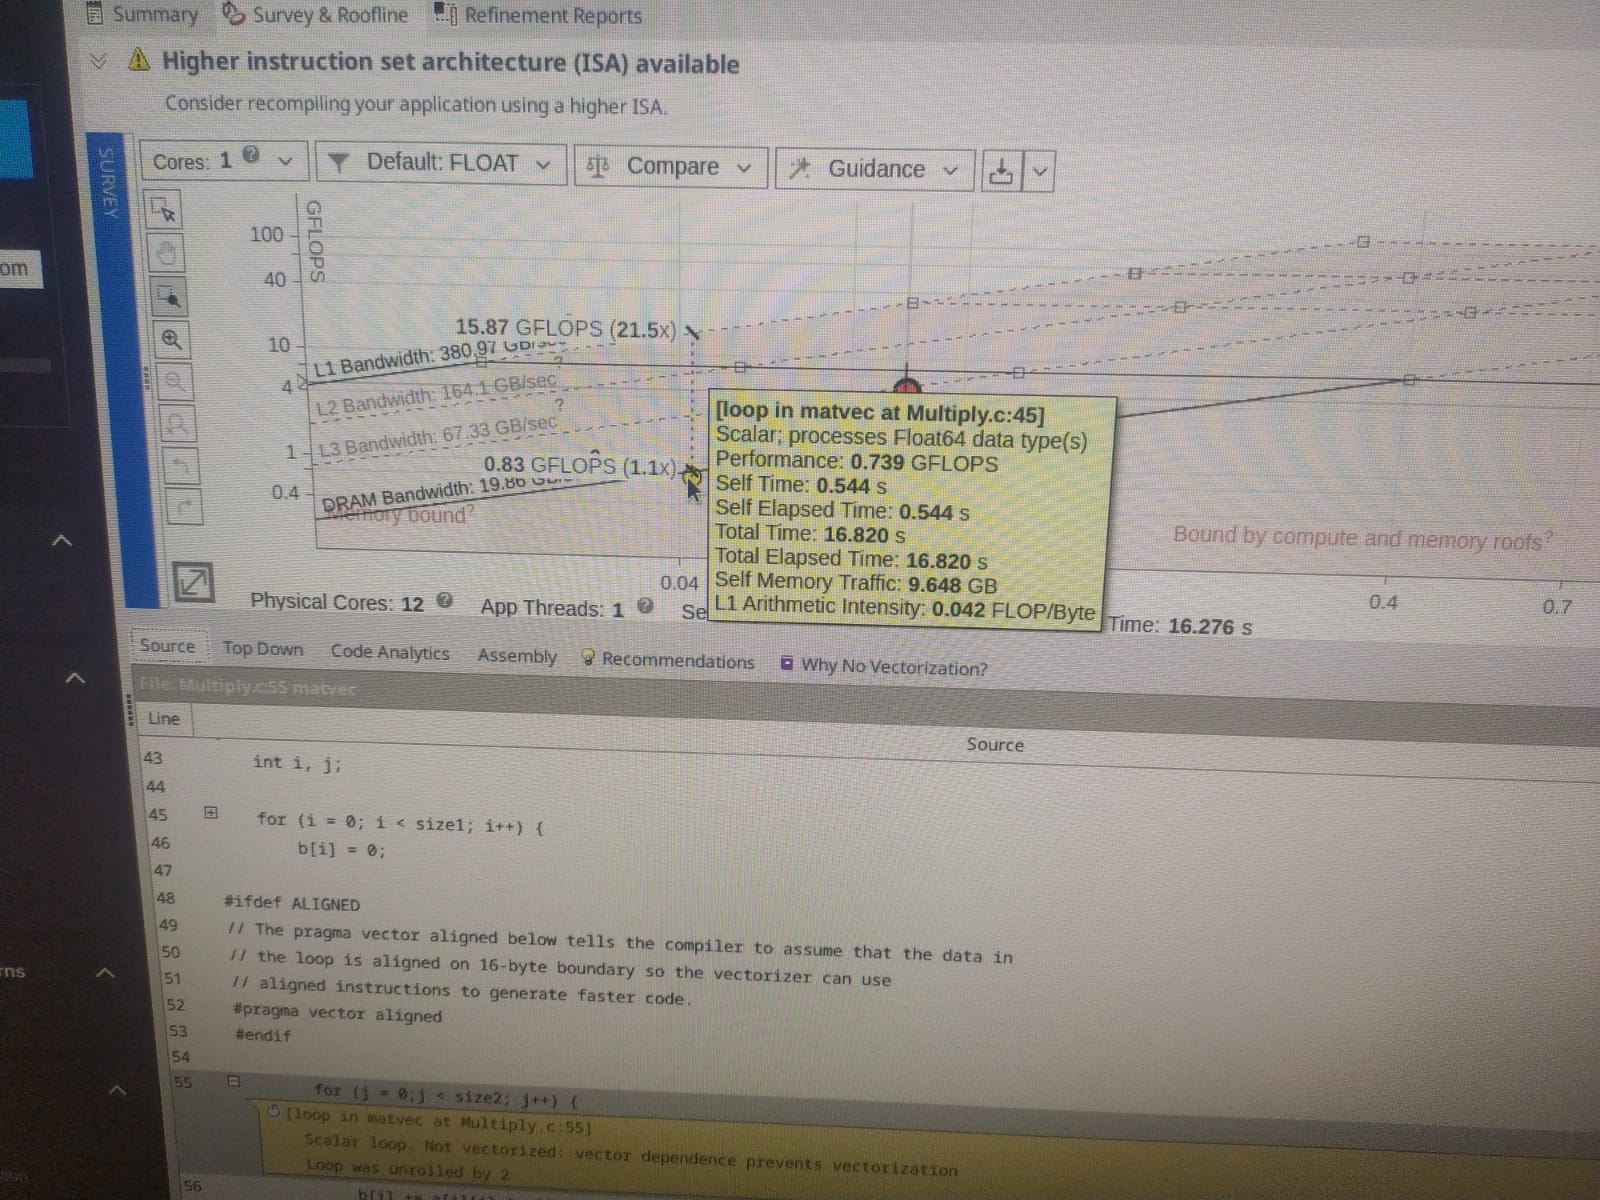 Summary Survey & Roofline Refinement Reports
Higher instruction set architecture (ISA) available
Consider recompiling your application using a higher ISA.
SURVEY
Cores: 1 Default: FLOAT Compare Guidance
GFLOPS
100
40
10
4
1
0.4
15.87 GFLOPS (21.5x)
L1 Bandwidth: 380.97
L2 Bandwidth: 164.1 GB/sec
?
L3 Bandwidth: 67.33 GB/sec
?
0.83 GFLOPS (1.1x)
DRAM Bandwidth: 19.86
Memory bound?
om
[loop in matvec at Multiply.c:45]
Scalar; processes Float64 data type(s)
Performance: 0.739 GFLOPS
Self Time: 0.544 s
Self Elapsed Time: 0.544 s
Total Time: 16.820 s
Total Elapsed Time: 16.820 s
Self Memory Traffic: 9.648 GB
L1 Arithmetic Intensity: 0.042 FLOP/Byte
Bound by compute and memory roofs?
0.04 0.4 0.7
Physical Cores: 12 App Threads: 1 Se Time: 16.276 s
Source Top Down Code Analytics Assembly Recommendations Why No Vectorization?
File: Multiply.c:55 matvec
Line Source
43 int i, j;
44
45 for (i = 0; i < size1; i++) {
46 b[i] = 0;
47
48 #ifdef ALIGNED
49 // The pragma vector aligned below tells the compiler to assume that the data in
50 // the loop is aligned on 16-byte boundary so the vectorizer can use
51 // aligned instructions to generate faster code.
52 #pragma vector aligned
53 #endif
54
55 for (j = 0;j < size2; j++) {
[loop in matvec at Multiply.c:55]
Scalar loop. Not vectorized: vector dependence prevents vectorization
Loop was unrolled by 2
56
rns